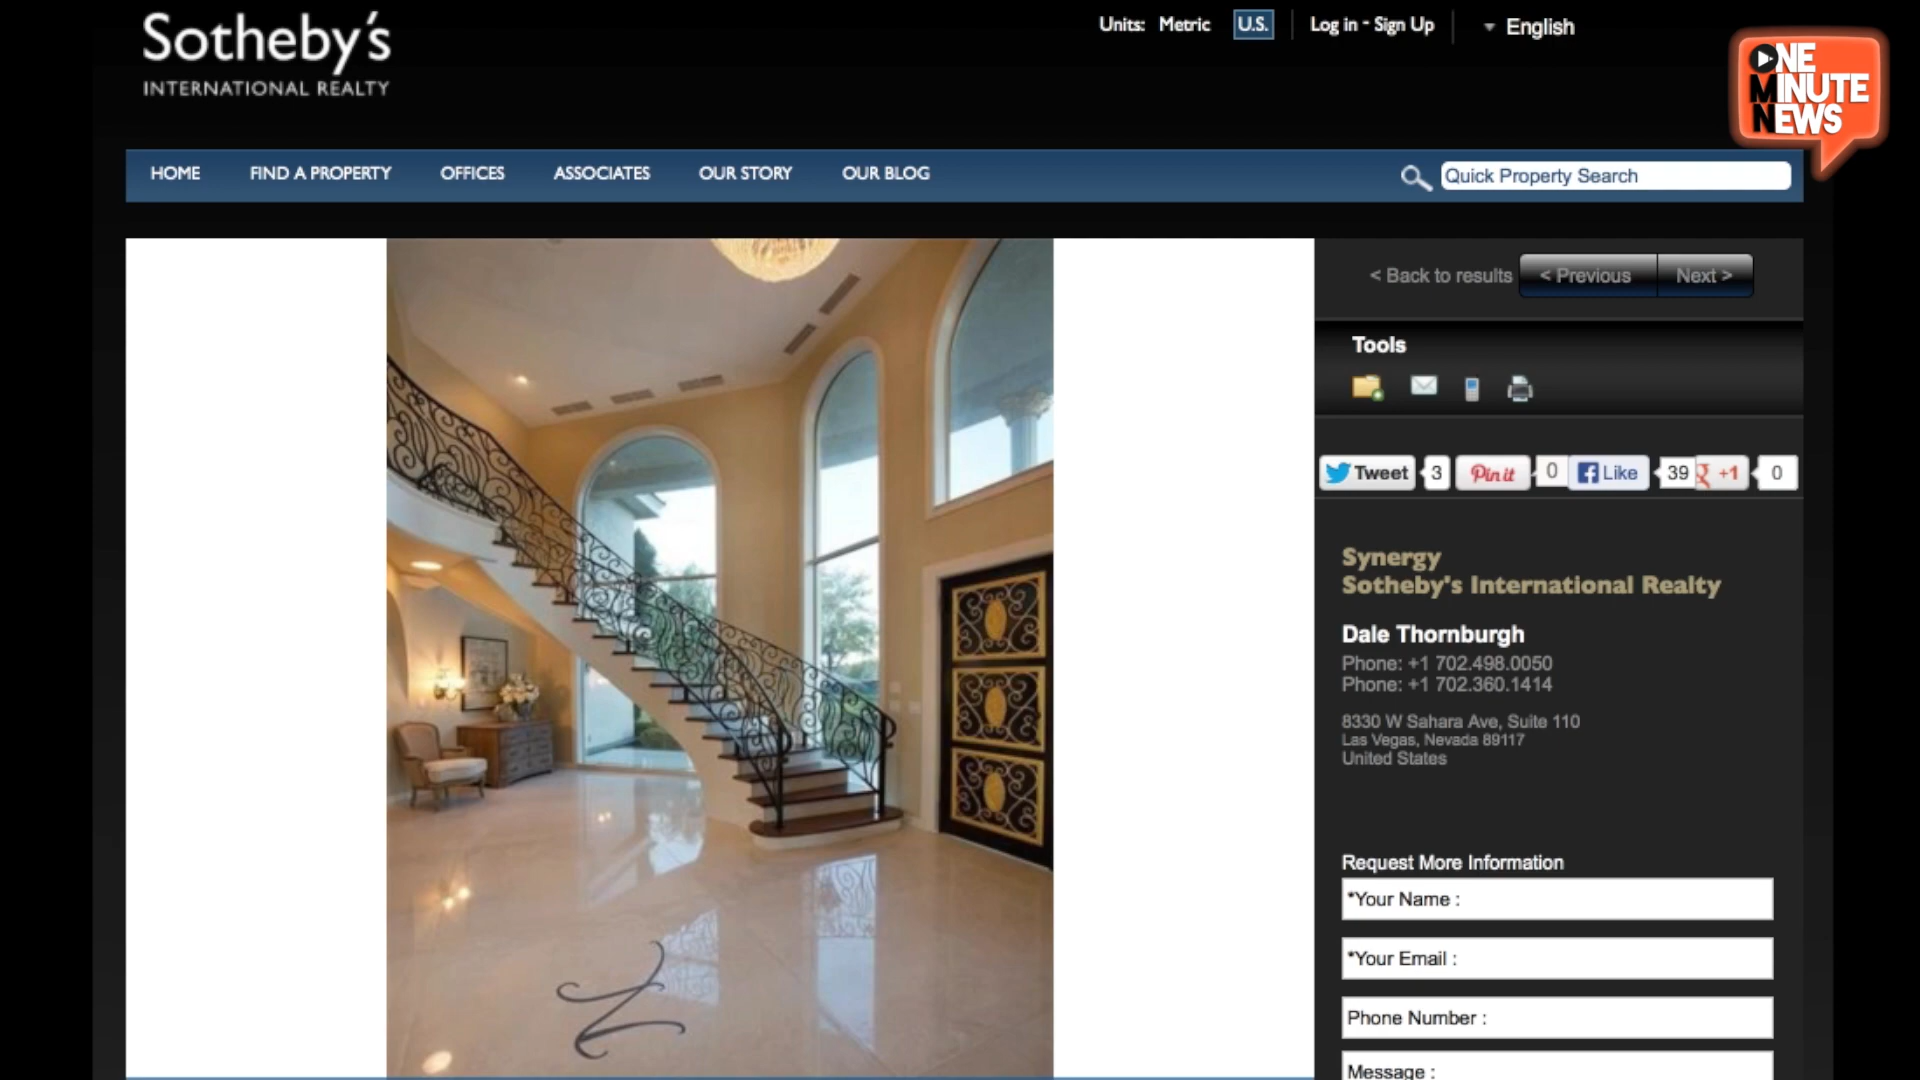 Sotheby's
INTERNATIONAL REALTY
Units: Metric U.S. Log in - Sign Up English
ONE
MINUTE
NEWS
HOME FIND A PROPERTY OFFICES ASSOCIATES OUR STORY OUR BLOG Quick Property Search
< Back to results < Previous Next >
Tools
Tweet 3 Pin it 0 Like 39 +1 0
Synergy
Sotheby's International Realty
Dale Thornburgh
Phone: +1 702.498.0050
Phone: +1 702.360.1414
8330 W Sahara Ave, Suite 110
Las Vegas, Nevada 89117
United States
Request More Information
*Your Name :
*Your Email :
Phone Number :
Message :